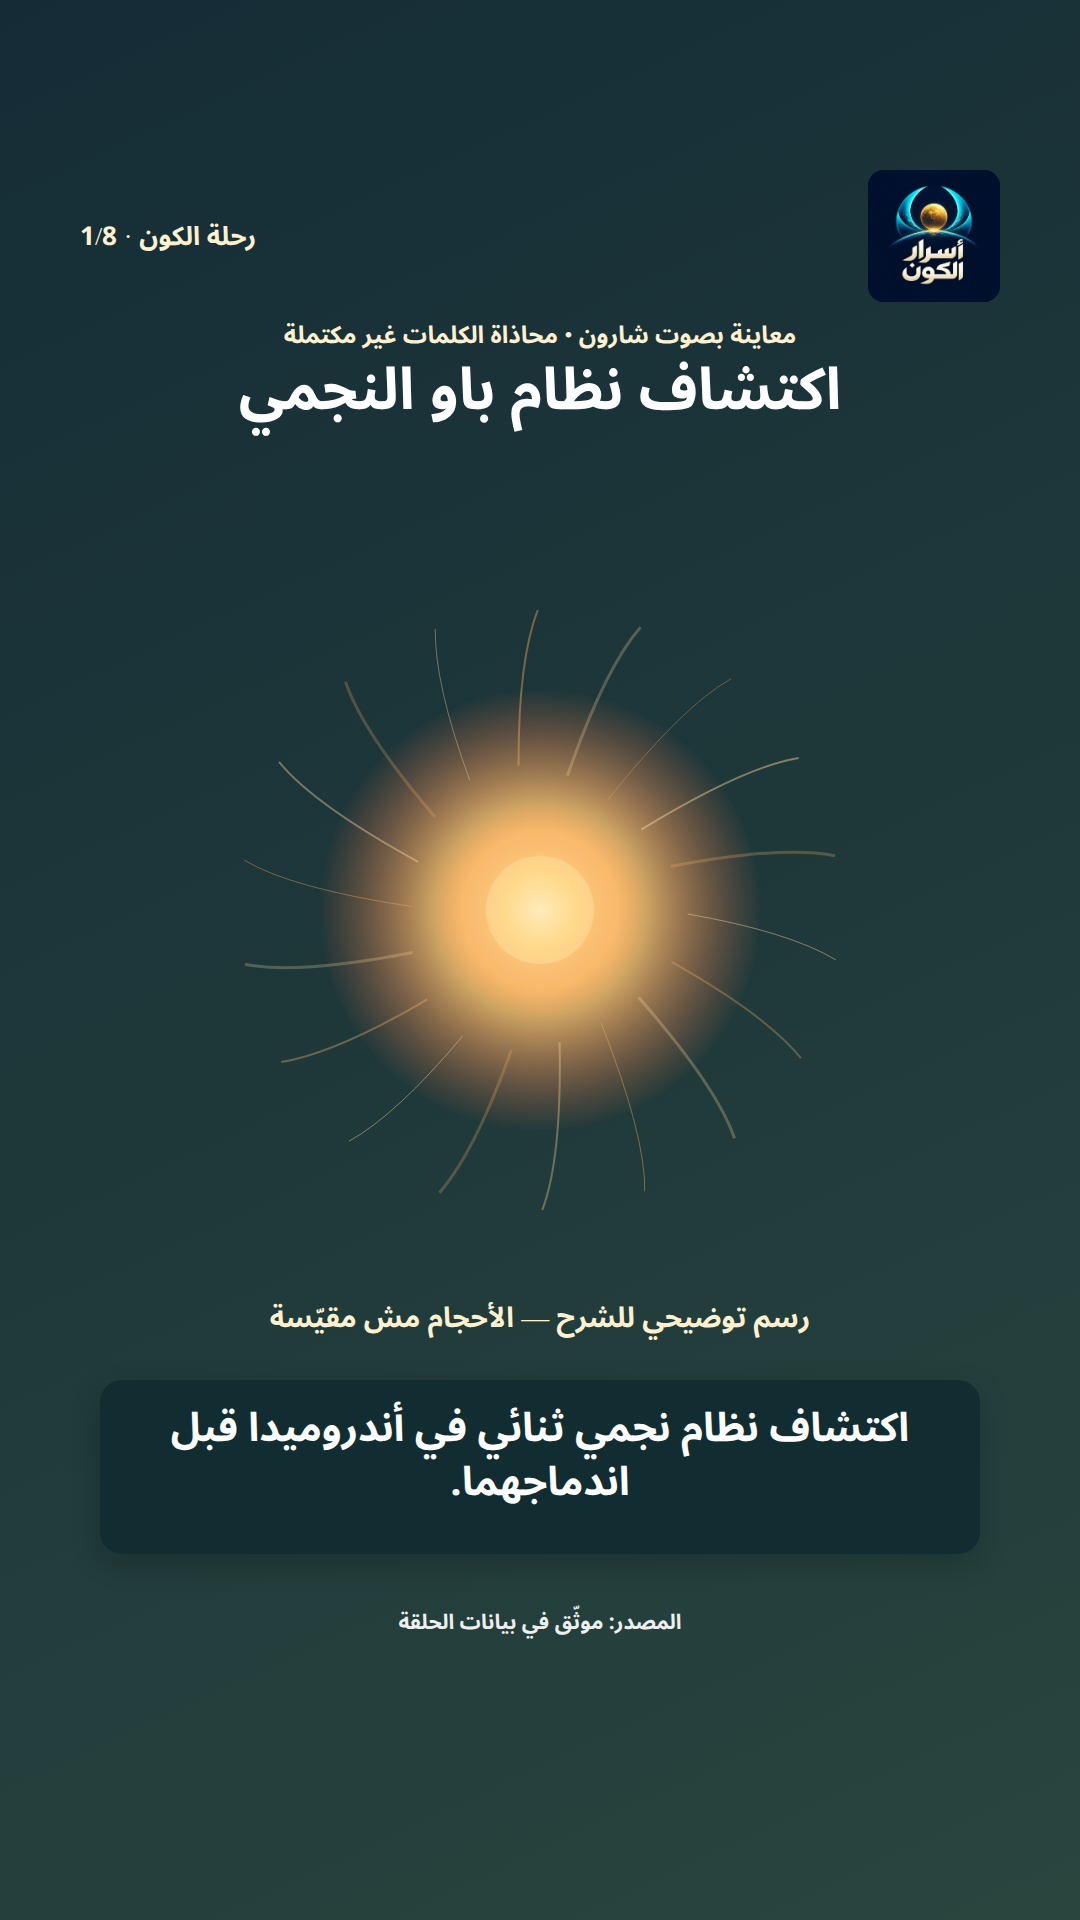 أسرار
الكون
رحلة الكون · 1/8
معاينة بصوت شارون • محاذاة الكلمات غير مكتملة
اكتشاف نظام باو النجمي
رسم توضيحي للشرح — الأحجام مش مقيّسة
اكتشاف نظام نجمي ثنائي في أندروميدا قبل
اندماجهما.
المصدر: موثّق في بيانات الحلقة